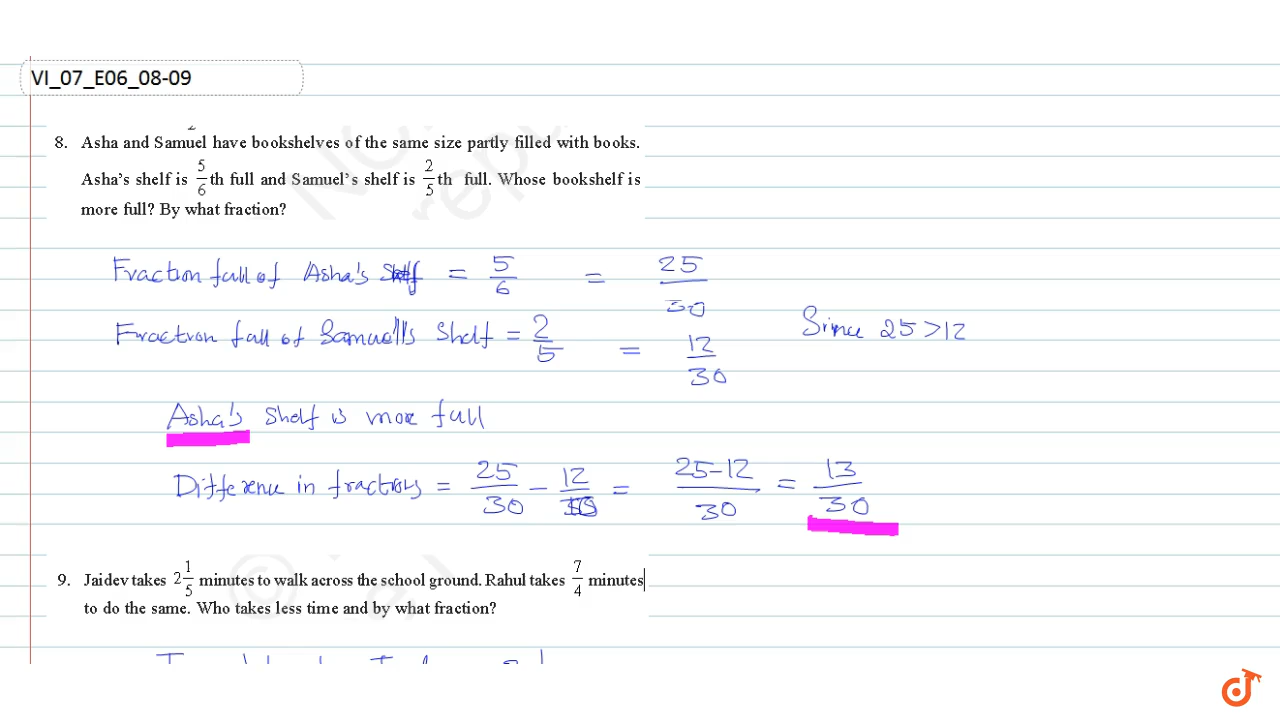 VI_07_E06_08-09
8. Asha and Samuel have bookshelves of the same size partly filled with books.
Asha's shelf is 5/6 th full and Samuel's shelf is 2/5 th full. Whose bookshelf is
more full? By what fraction?
Fraction full of Asha's Shelf = 5/6 = 25/30
Fraction full of Samuel's Shelf = 2/5 = 12/30
Since 25 > 12
Asha's shelf is more full
Difference in fractions = 25/30 - 12/30 = 25-12/30 = 13/30
9. Jaidev takes 2 1/5 minutes to walk across the school ground. Rahul takes 7/4 minutes
to do the same. Who takes less time and by what fraction?